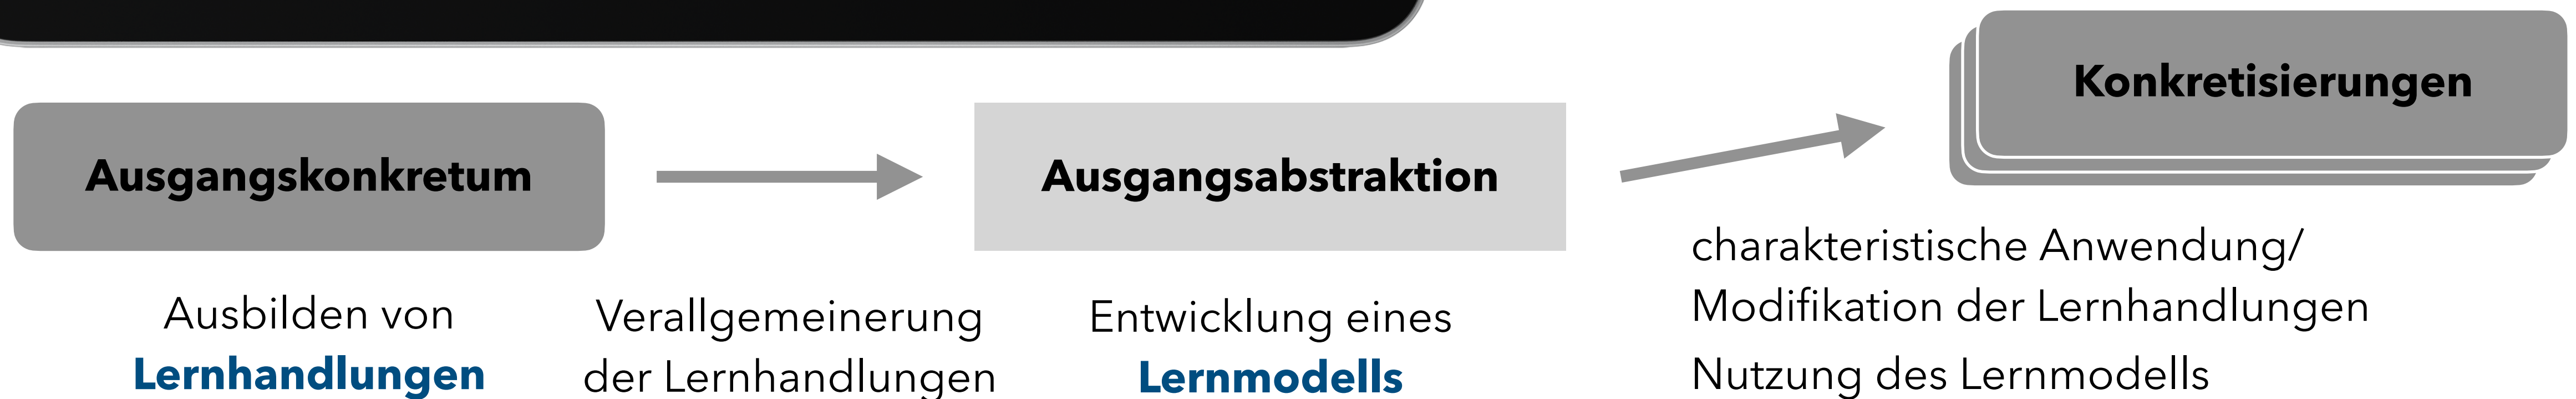 Ausgangskonkretum
Ausgangsabstraktion
Konkretisierungen
Ausbilden von
Lernhandlungen
Verallgemeinerung
der Lernhandlungen
Entwicklung eines
Lernmodells
charakteristische Anwendung/
Modifikation der Lernhandlungen
Nutzung des Lernmodells